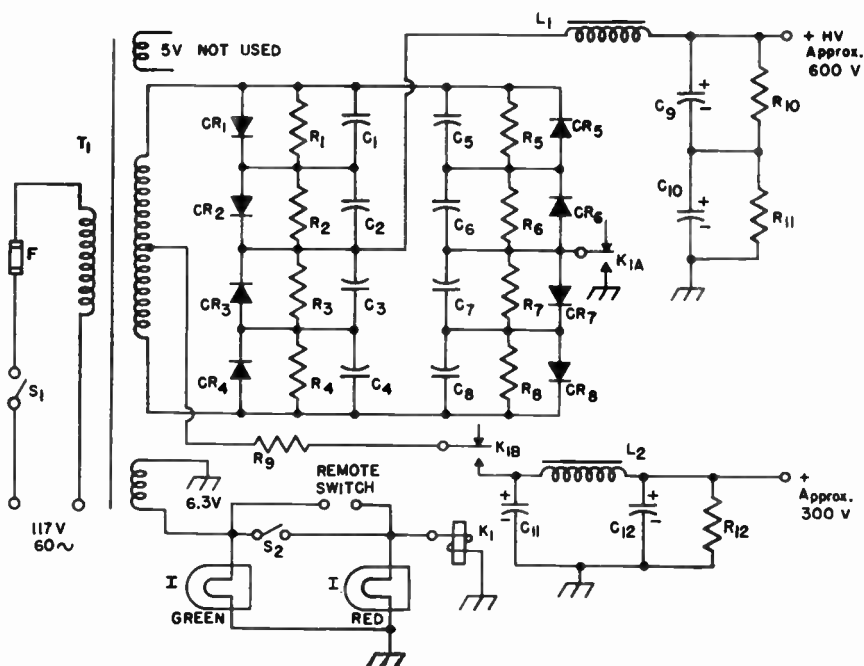 L1
+ HV
Approx.
600 V
5V NOT USED
T1
CR1
R1
C1
C5
R5
CR5
C9
R10
CR2
R2
C2
C6
R6
CR6
C10
R11
F
K1A
CR3
R3
C3
C7
R7
CR7
S1
CR4
R4
C4
C8
R8
CR8
R9
K1B
L2
6.3V
REMOTE
SWITCH
+
Approx.
300 V
117V
60~
S2
K1
+
C11
C12
R12
I
GREEN
I
RED